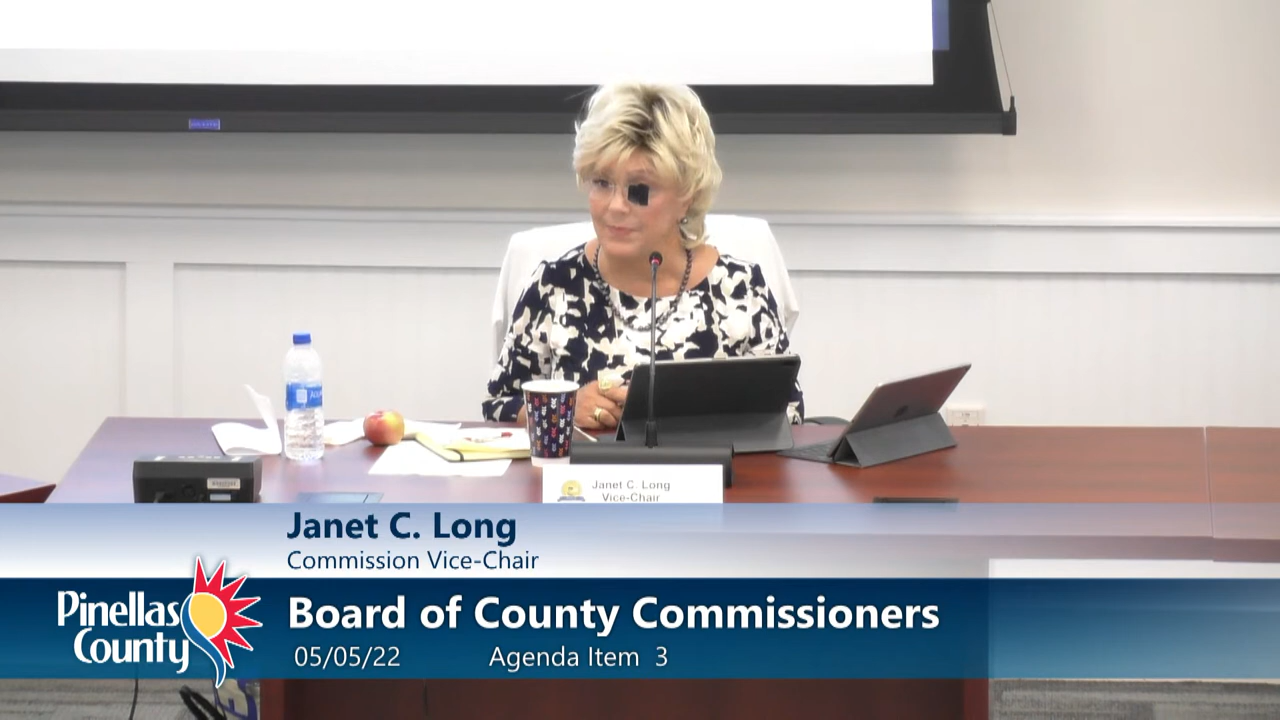 Janet C. Long
Vice-Chair
Janet C. Long
Commission Vice-Chair
Pinellas
County
Board of County Commissioners
05/05/22 Agenda Item 3